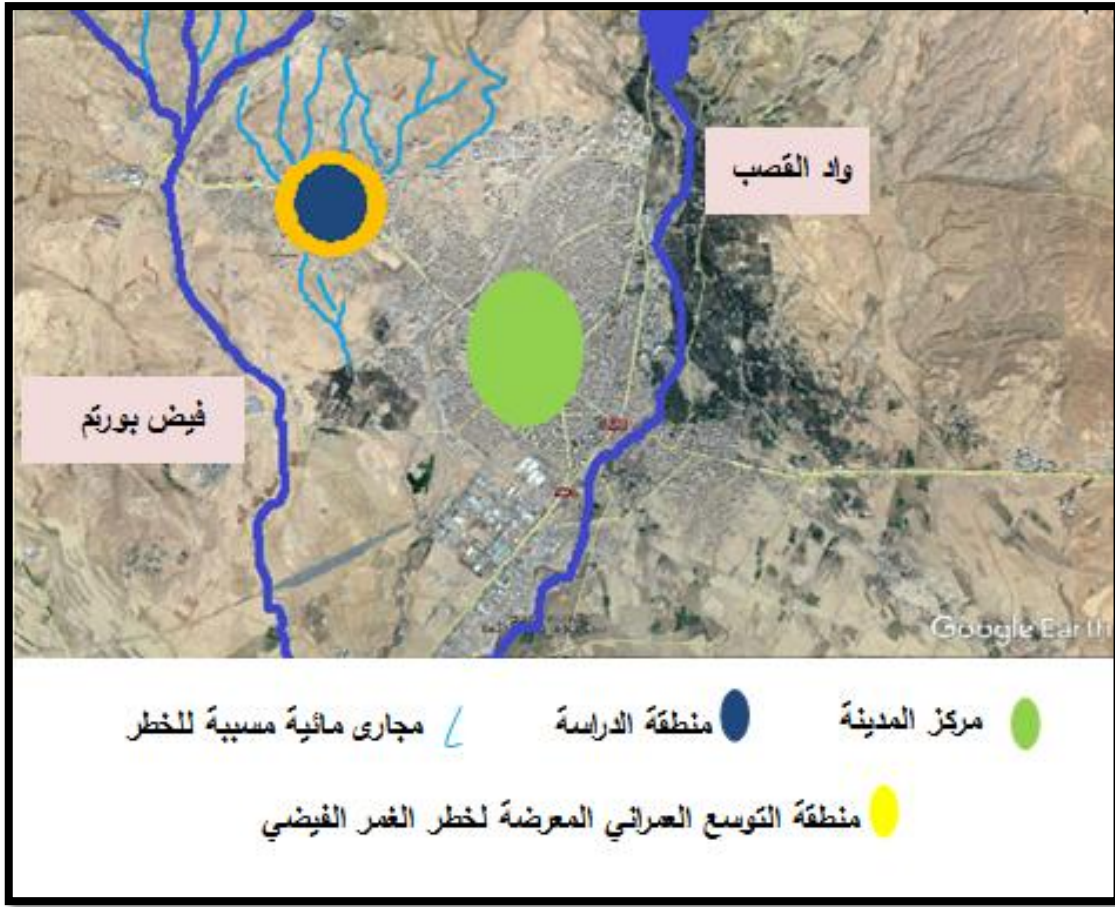 واد القصب
فيض بورتم
Google Earth
مركز المدينة
منطقة الدراسة
مجارى مائية مسببة للخطر
منطقة التوسع العمراني المعرضة لخطر الغمر الفيضي